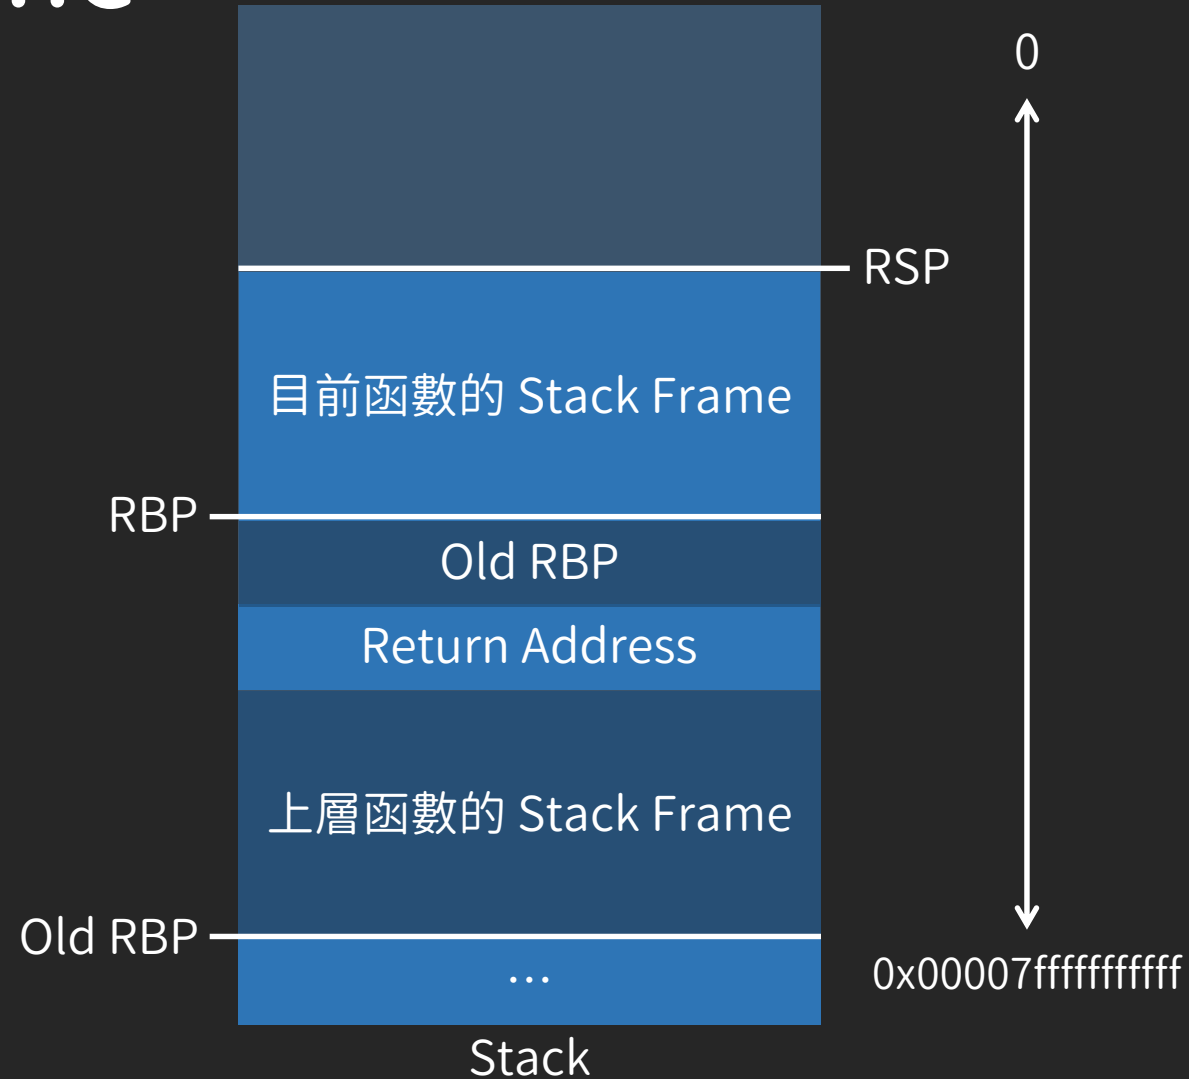 0
RSP
目前函數的 Stack Frame
RBP
Old RBP
Return Address
上層函數的 Stack Frame
Old RBP
...
0x00007fffffffffff
Stack